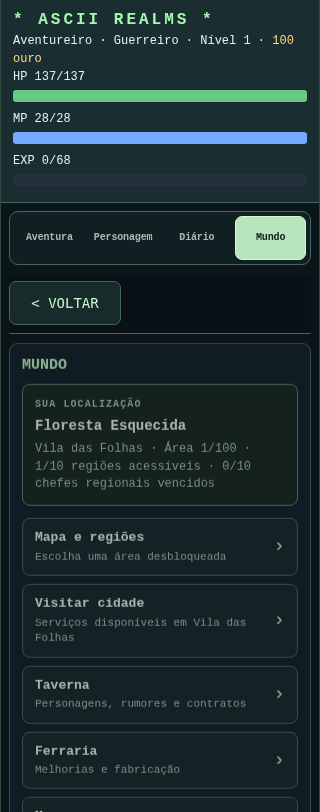 * ASCII REALMS *
Aventureiro · Guerreiro · Nível 1 · 100
ouro
HP 137/137
MP 28/28
EXP 0/68
Aventura Personagem Diário Mundo
< VOLTAR
MUNDO
SUA LOCALIZAÇÃO
Floresta Esquecida
Vila das Folhas · Área 1/100 ·
1/10 regiões acessíveis · 0/10
chefes regionais vencidos
Mapa e regiões
Escolha uma área desbloqueada
›
Visitar cidade
Serviços disponíveis em Vila das
Folhas
›
Taverna
Personagens, rumores e contratos
›
Ferraria
Melhorias e fabricação
›